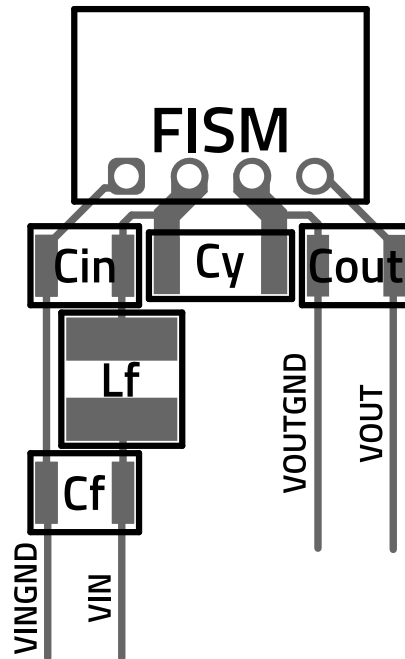 FISM
Cin
Cy
Cout
Lf
VOUTGND
VOUT
Cf
VINGND
VIN